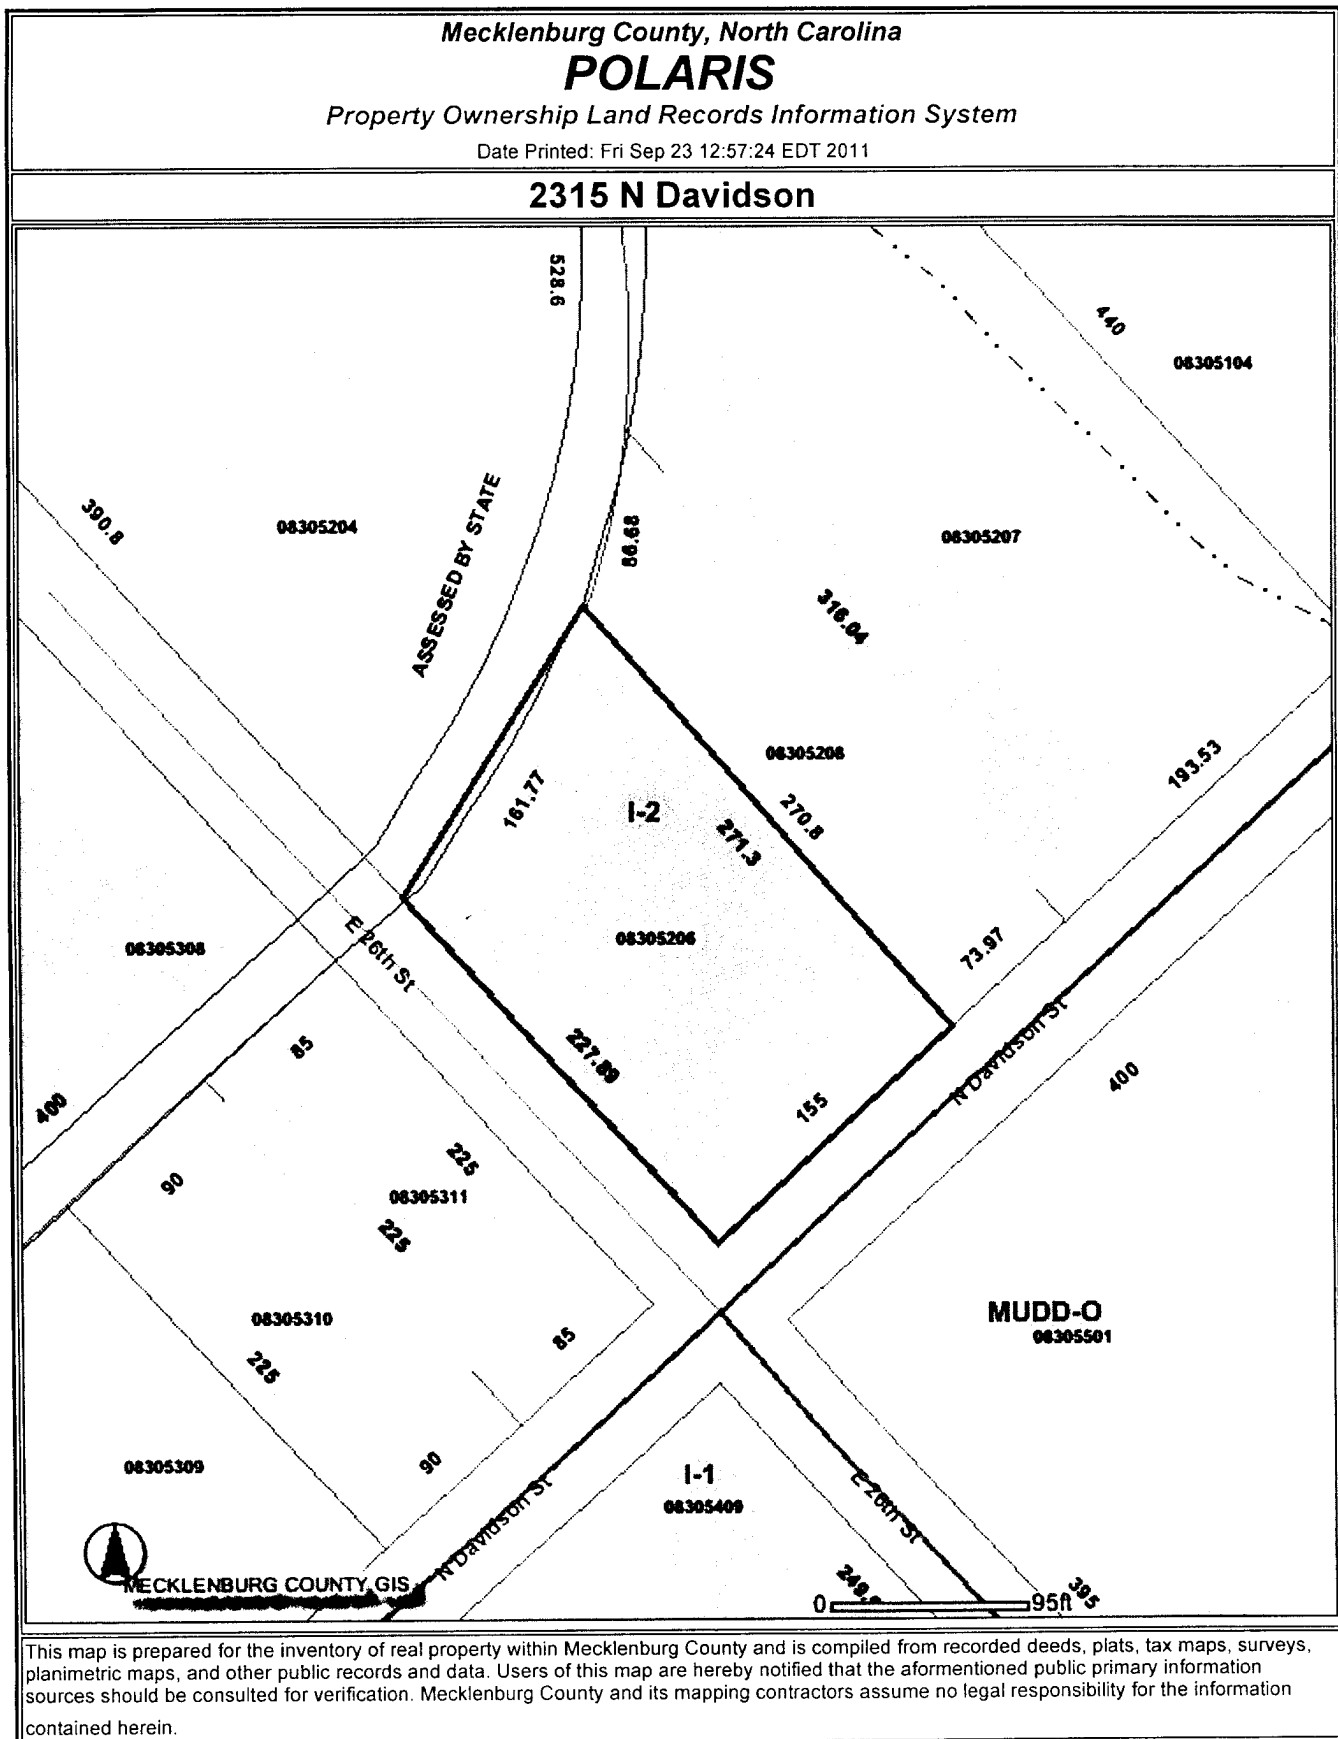 Mecklenburg County, North Carolina
POLARIS
Property Ownership Land Records Information System
Date Printed: Fri Sep 23 12:57:24 EDT 2011
2315 N Davidson
528.6
440
08305104
390.8
08305204
ASSESSED BY STATE
86.68
08305207
316.04
08305208
193.53
161.77
I-2
271.3
270.8
08305206
08305308
E 26th St
73.97
85
227.89
N Davidson St
400
400
155
225
90
08305311
225
MUDD-O
08305501
08305310
225
85
08305309
90
I-1
08305409
N Davidson St
E 26th St
MECKLENBURG COUNTY GIS
249.
395
0 95ft
This map is prepared for the inventory of real property within Mecklenburg County and is compiled from recorded deeds, plats, tax maps, surveys,
planimetric maps, and other public records and data. Users of this map are hereby notified that the aformentioned public primary information
sources should be consulted for verification. Mecklenburg County and its mapping contractors assume no legal responsibility for the information
contained herein.